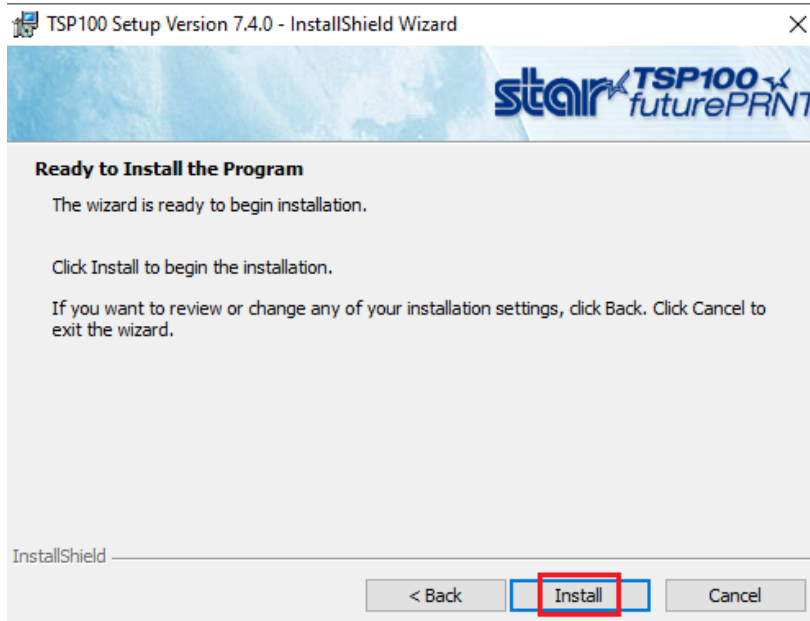 TSP100 Setup Version 7.4.0 - InstallShield Wizard
star TSP100
futurePRNT
Ready to Install the Program
The wizard is ready to begin installation.
Click Install to begin the installation.
If you want to review or change any of your installation settings, click Back. Click Cancel to
exit the wizard.
InstallShield
< Back Install Cancel